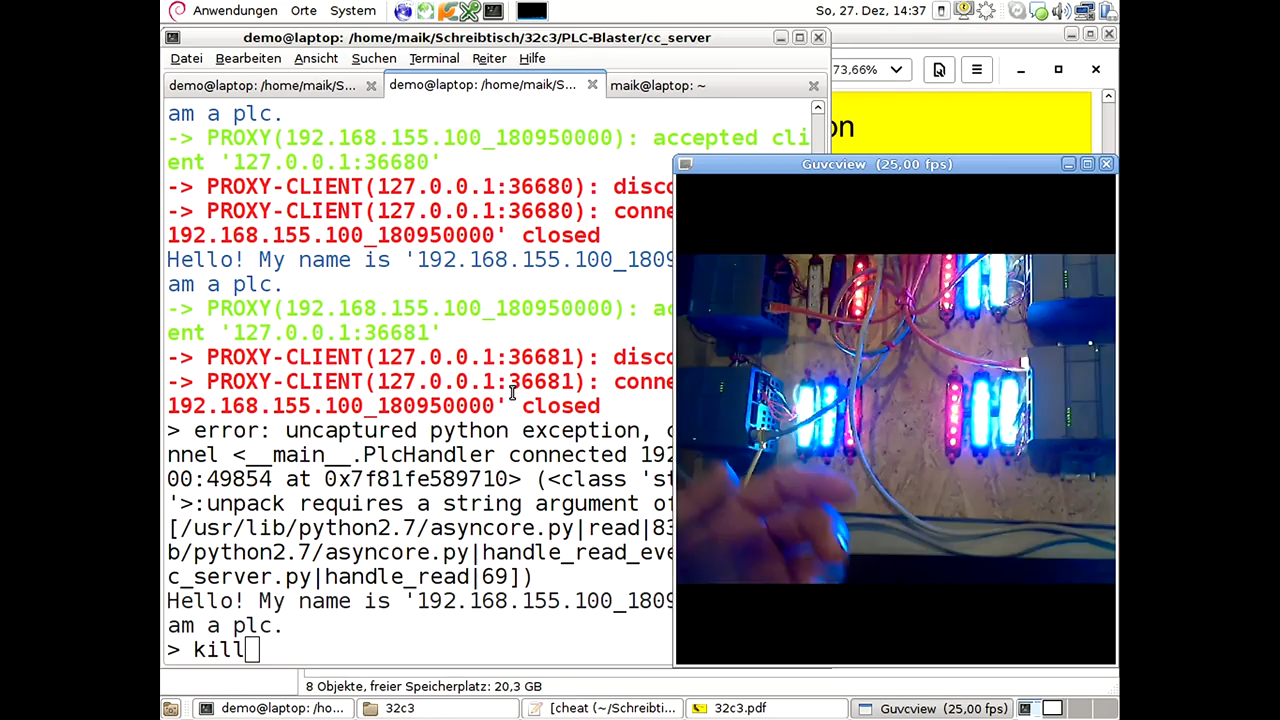 Anwendungen Orte System So, 27. Dez, 14:37
demo@laptop: /home/maik/Schreibtisch/32c3/PLC-Blaster/cc_server
Datei Bearbeiten Ansicht Suchen Terminal Reiter Hilfe
73,66%
demo@laptop: /home/maik/S... demo@laptop: /home/maik/S... maik@laptop: ~
am a plc.
on
-> PROXY(192.168.155.100_180950000): accepted cli
ent '127.0.0.1:36680'
Guvcview (25,00 fps)
-> PROXY-CLIENT(127.0.0.1:36680): disco
-> PROXY-CLIENT(127.0.0.1:36680): conne
192.168.155.100_180950000' closed
Hello! My name is '192.168.155.100_1809
am a plc.
-> PROXY(192.168.155.100_180950000): ac
ent '127.0.0.1:36681'
-> PROXY-CLIENT(127.0.0.1:36681): disco
-> PROXY-CLIENT(127.0.0.1:36681): conne
192.168.155.100_180950000' closed
> error: uncaptured python exception, c
nnel <__main__.PlcHandler connected 192
00:49854 at 0x7f81fe589710> (<class 'st
'>:unpack requires a string argument of
[/usr/lib/python2.7/asyncore.py|read|83
b/python2.7/asyncore.py|handle_read_eve
c_server.py|handle_read|69])
Hello! My name is '192.168.155.100_1809
am a plc.
> kill
8 Objekte, freier Speicherplatz: 20,3 GB
demo@laptop: /ho... 32c3 [cheat (~/Schreibti... 32c3.pdf Guvcview (25,00 fps)